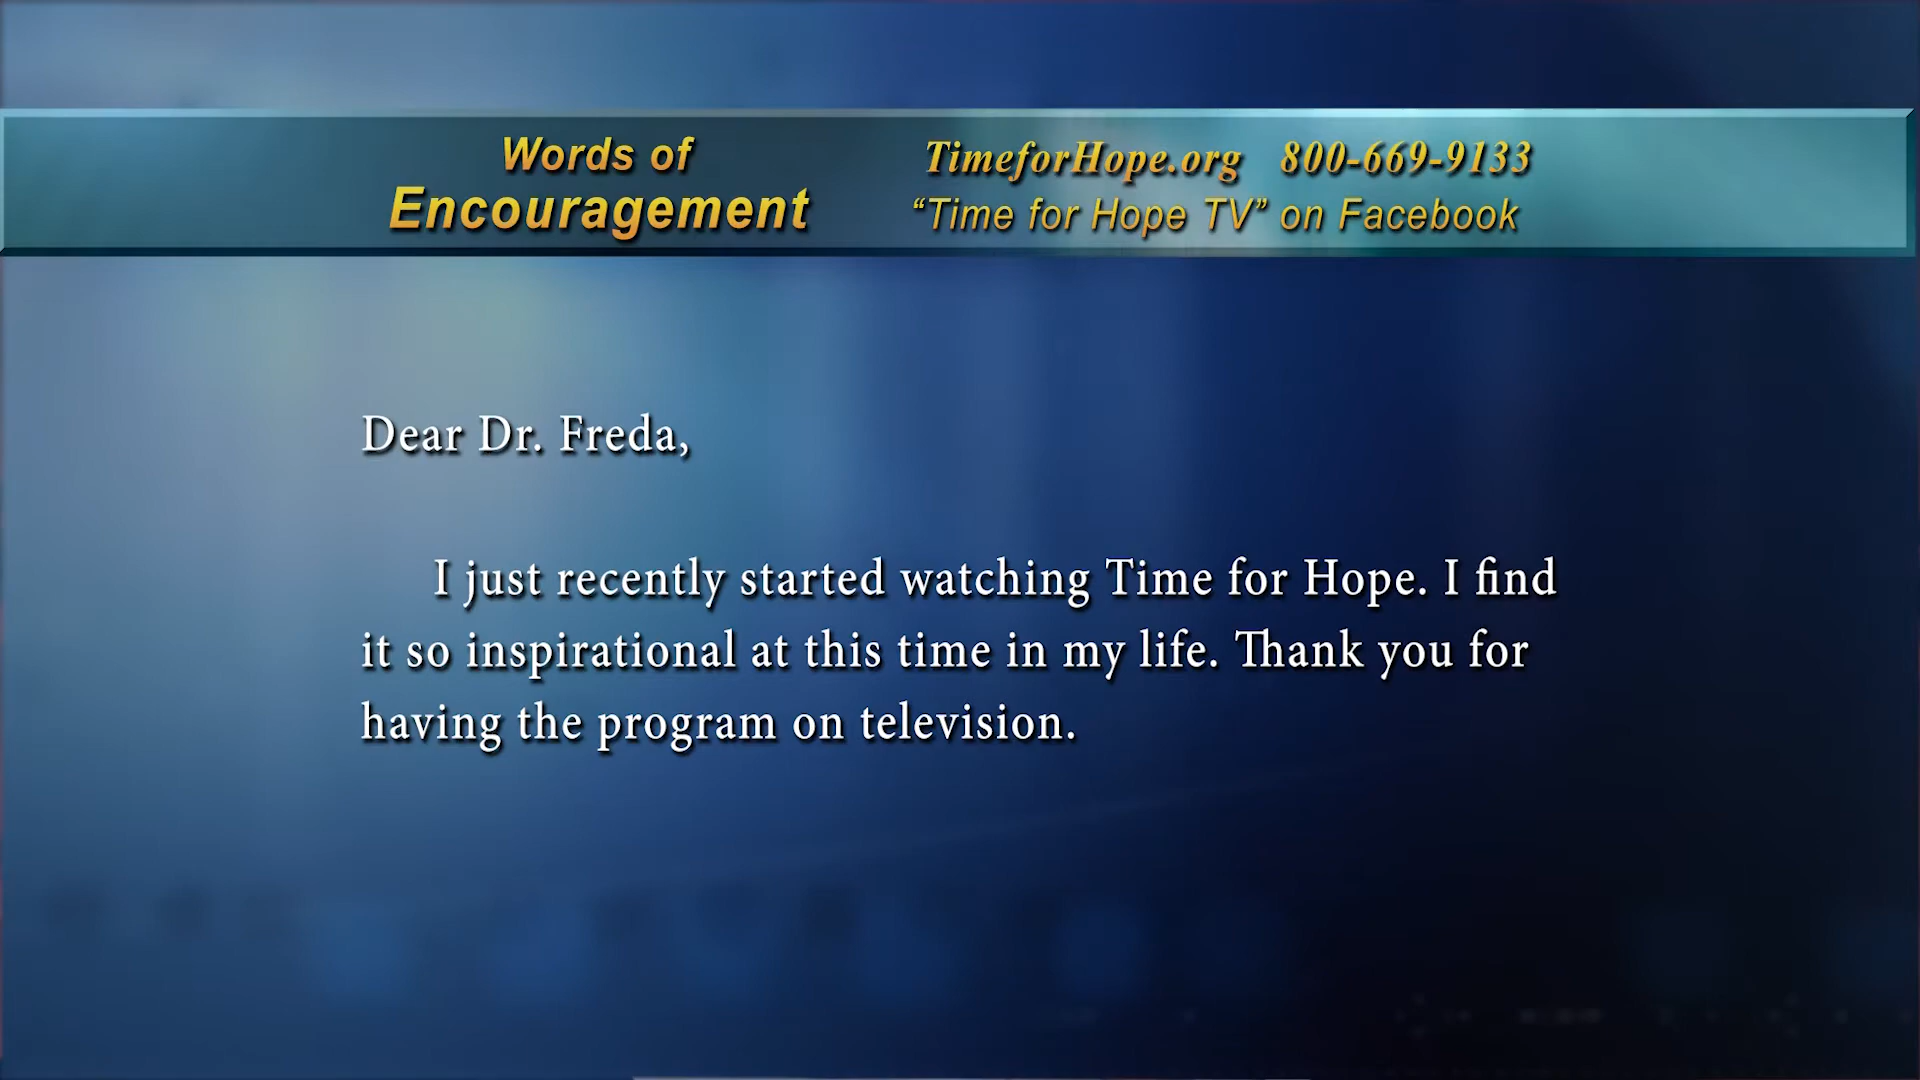 Words of
Encouragement
TimeforHope.org 800-669-9133
“Time for Hope TV” on Facebook
Dear Dr. Freda,
I just recently started watching Time for Hope. I find
it so inspirational at this time in my life. Thank you for
having the program on television.